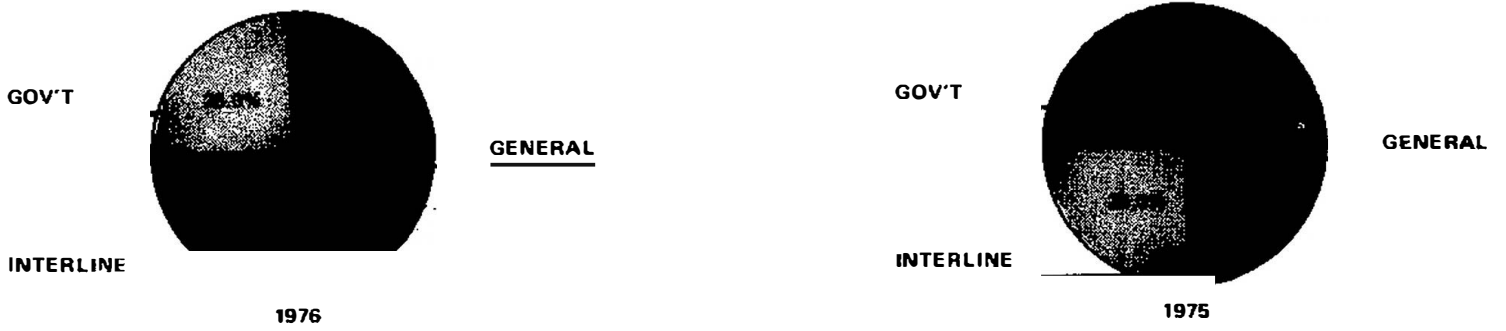 GOV'T
GENERAL
INTERLINE
1976
GOV'T
GENERAL
INTERLINE
1975